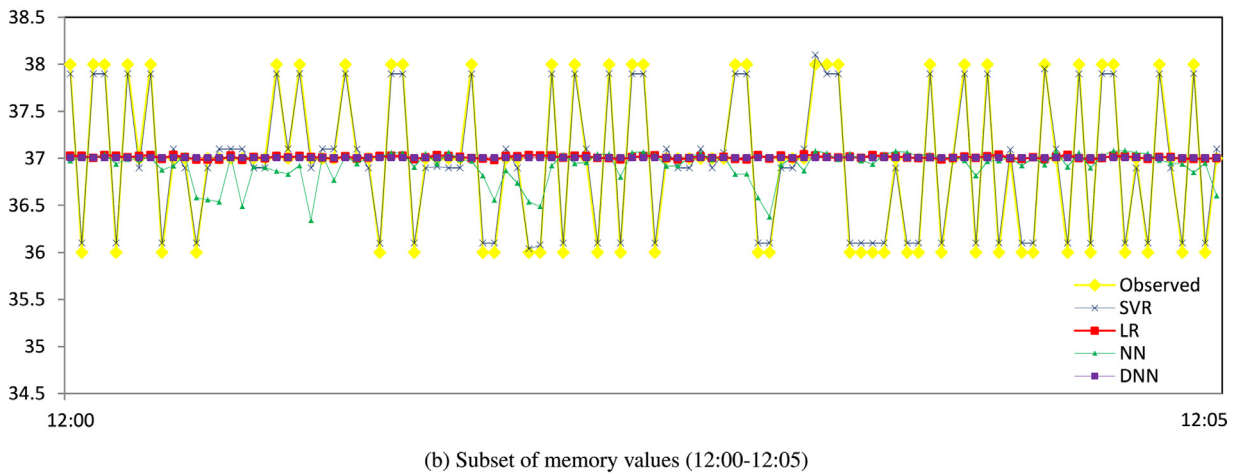 38.5
38
37.5
37
36.5
36
35.5
35
34.5
Observed
SVR
LR
NN
DNN
12:00
12:05
(b) Subset of memory values (12:00-12:05)